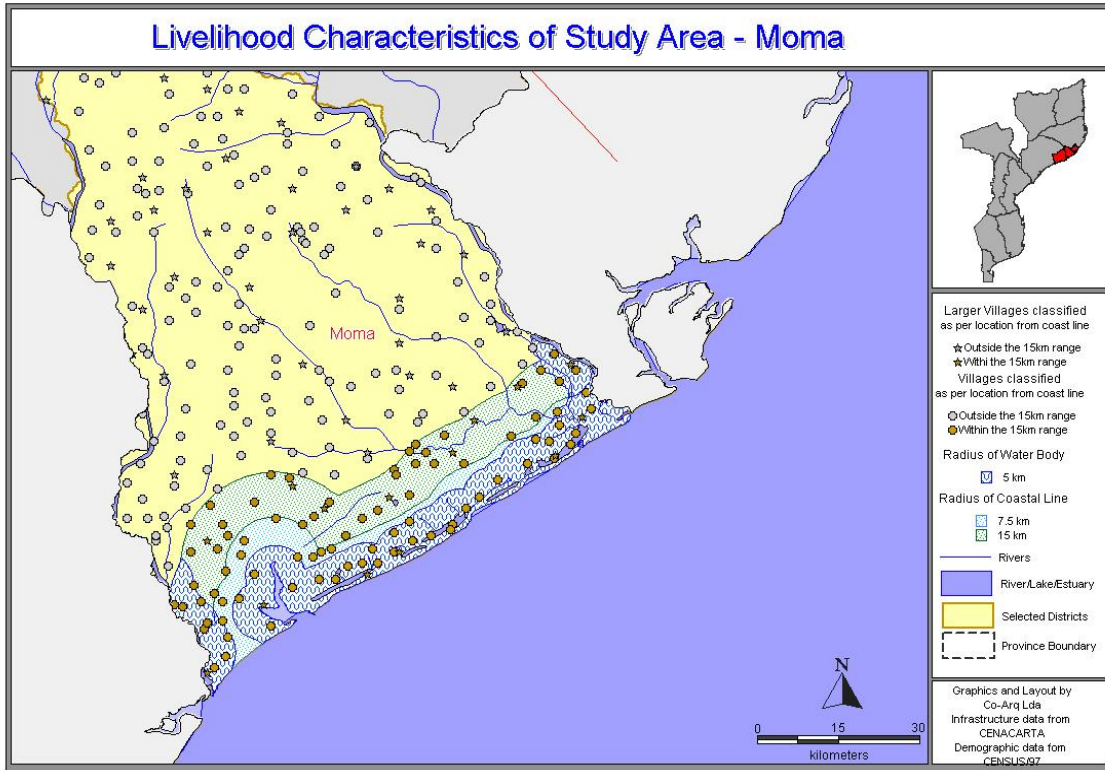 Livelihood Characteristics of Study Area - Moma
Moma
N
0 15 30
kilometers
Larger Villages classified
as per location from coast line
Outside the 15km range
Withi the 15km range
Villages classified
as per location from coast line
Outside the 15km range
Within the 15km range
Radius of Water Body
5 km
Radius of Coastal Line
7.5 km
15 km
Rivers
River/Lake/Estuary
Selected Districts
Province Boundary
Graphics and Layout by
Co-Arq Lda
Infrastructure data from
CENACARTA
Demographic data fom
CENSUS/97